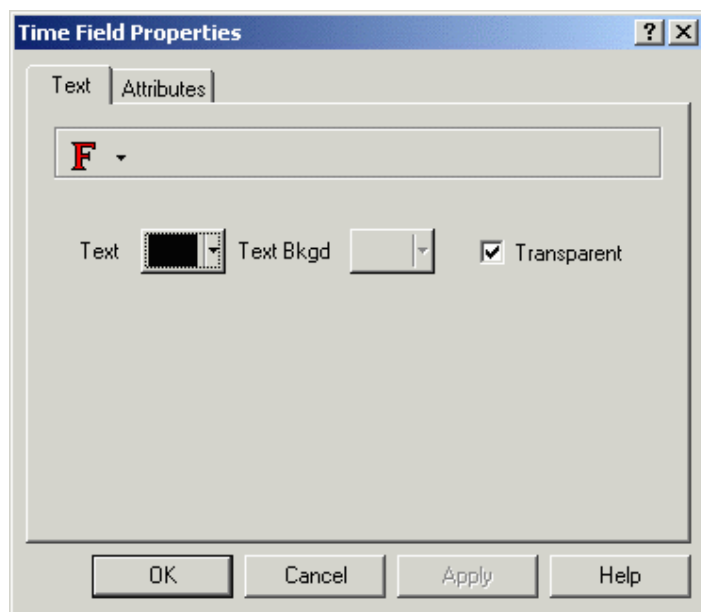 Time Field Properties
Text Attributes
F
Text Text Bkgd Transparent
OK Cancel Apply Help